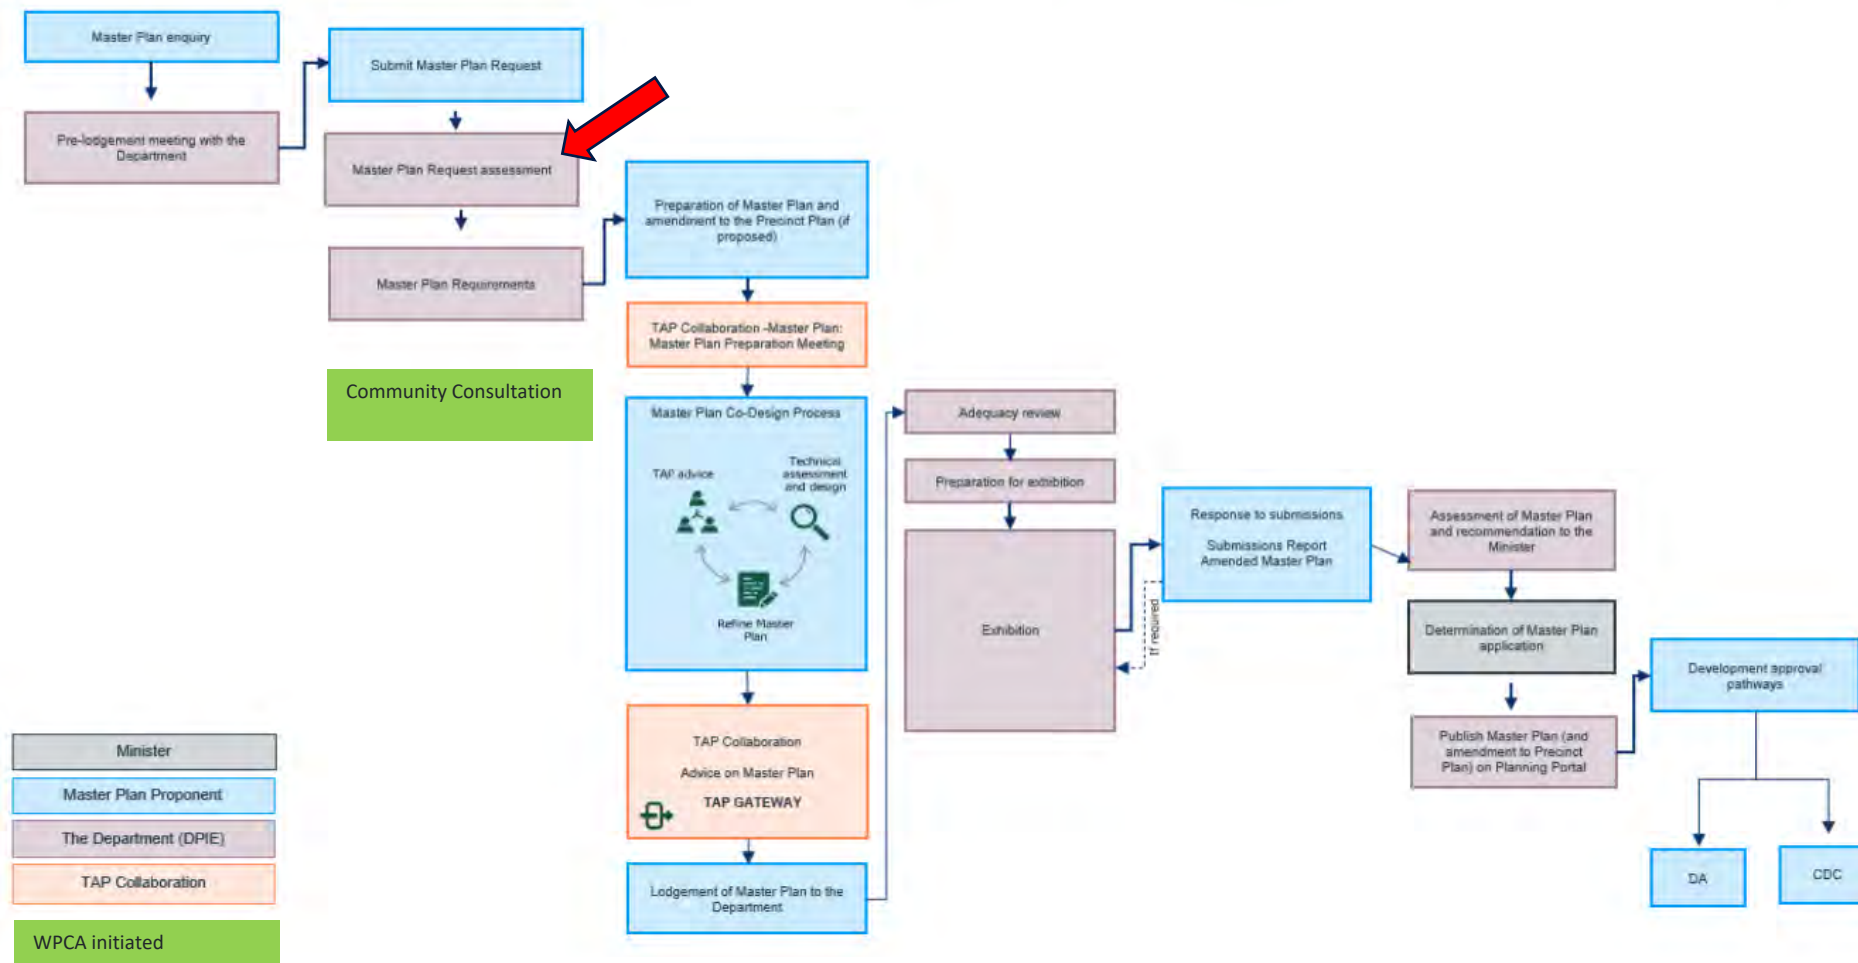 Master Plan enquiry
Pre-lodgement meeting with the
Department
Submit Master Plan Request
Master Plan Request assessment
Master Plan Requirements
Community Consultation
Preparation of Master Plan and
amendment to the Precinct Plan (if
proposed)
TAP Collaboration -Master Plan:
Master Plan Preparation Meeting
Master Plan Co-Design Process
TAP advice
Technical
assessment
and design
Refine Master
Plan
TAP Collaboration
Advice on Master Plan
TAP GATEWAY
Lodgement of Master Plan to the
Department
Adequacy review
Preparation for exhibition
Exhibition
If required
Response to submissions
Submissions Report
Amended Master Plan
Assessment of Master Plan
and recommendation to the
Minister
Determination of Master Plan
application
Publish Master Plan (and
amendment to Precinct
Plan) on Planning Portal
Development approval
pathways
DA
CDC
Minister
Master Plan Proponent
The Department (DPIE)
TAP Collaboration
WPCA initiated